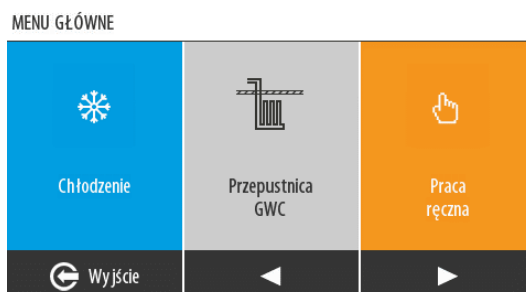 MENU GŁÓWNE
Chłodzenie
Przepustnica
GWC
Praca
ręczna
Wyjście